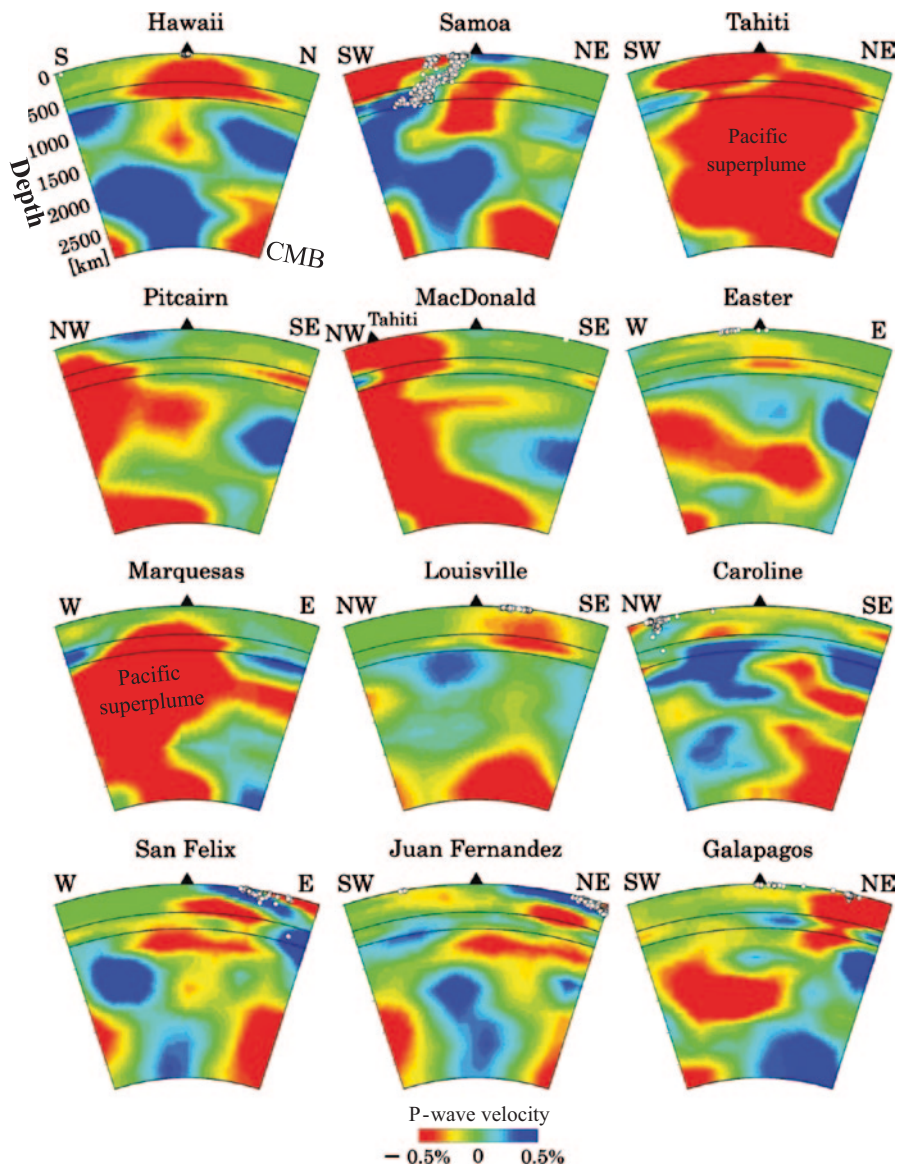 Hawaii
Samoa
Tahiti
S
N
SW
NE
SW
NE
0
500
1000
1500
2000
2500
[km]
Depth
CMB
Pacific
superplume
Pitcairn
MacDonald
Easter
NW
SE
NW
Tahiti
SE
W
E
Marquesas
Louisville
Caroline
W
E
NW
SE
NW
SE
Pacific
superplume
San Felix
Juan Fernandez
Galapagos
W
E
SW
NE
SW
NE
P-wave velocity
− 0.5% 0 0.5%